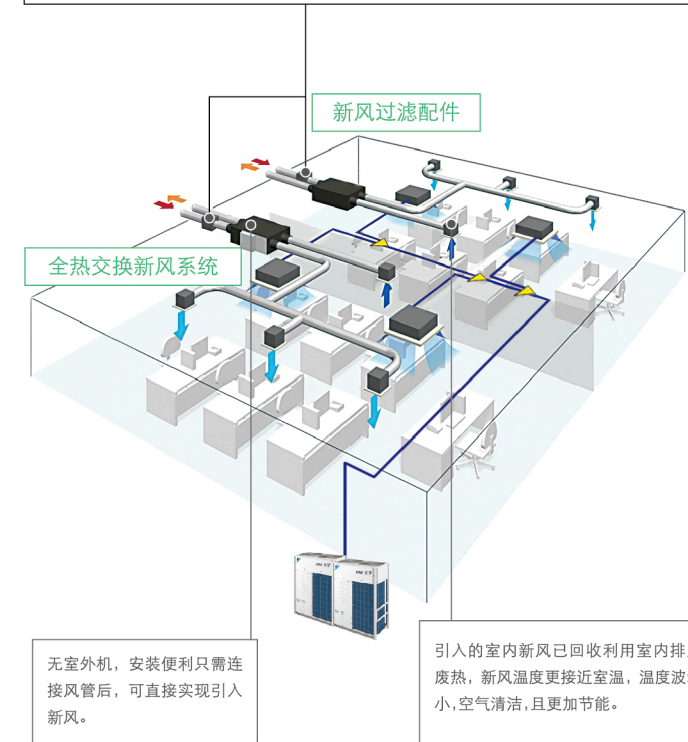 新风过滤配件
全热交换新风系统
无室外机，安装便利只需连
接风管后，可直接实现引入
新风。
引入的室内新风已回收利用室内排
废热，新风温度更接近室温，温度波
小，空气清洁，且更加节能。